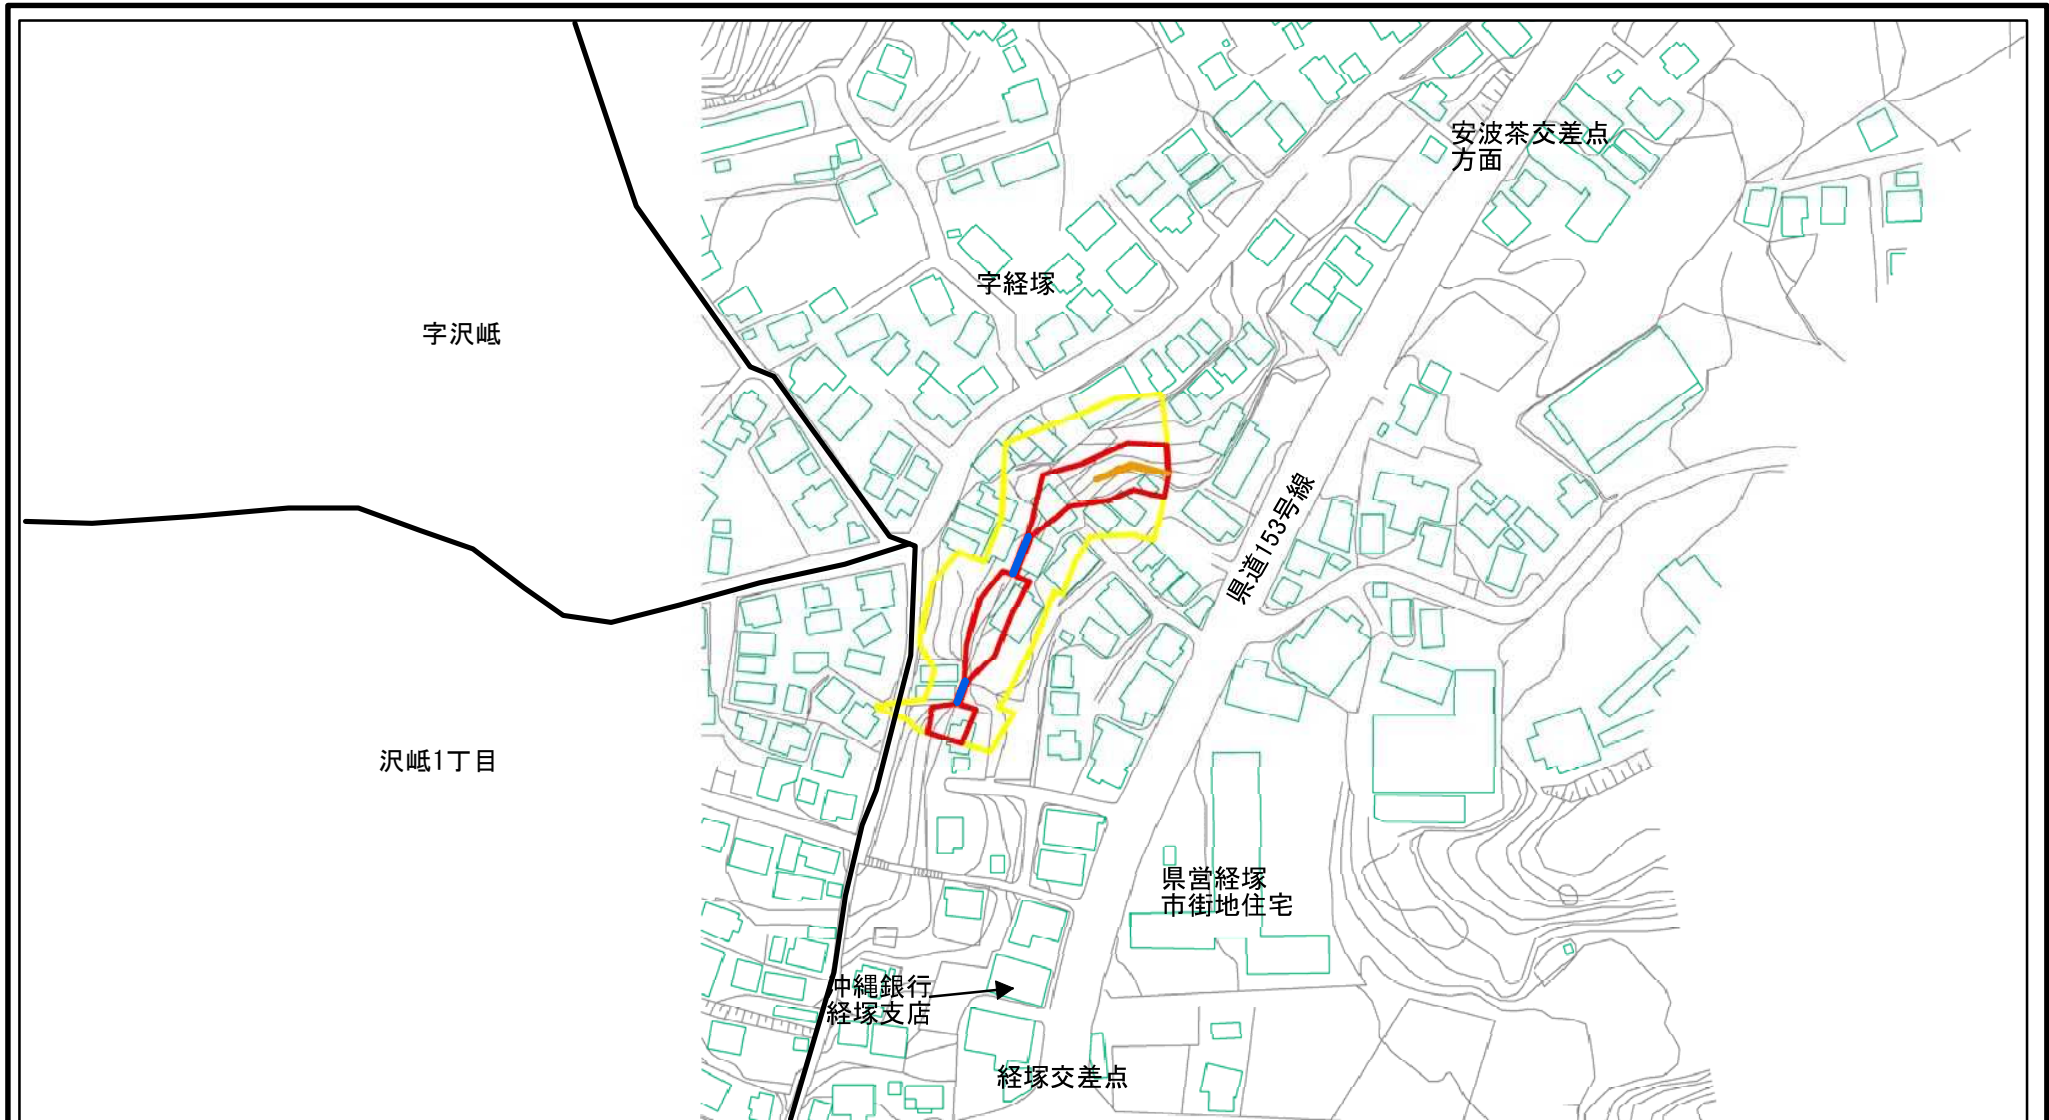 安波茶交差点
方面
字経塚
字沢岻
県道153号線
沢岻1丁目
県営経塚
市街地住宅
沖縄銀行
経塚支店
経塚交差点